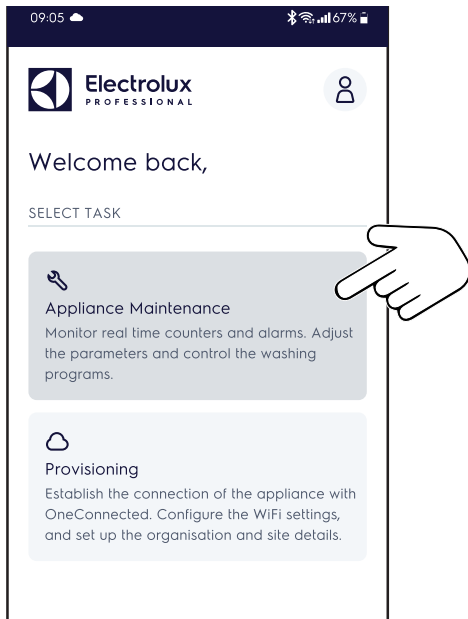 09:05 67%
Electrolux
PROFESSIONAL
Welcome back,
SELECT TASK
Appliance Maintenance
Monitor real time counters and alarms. Adjust
the parameters and control the washing
programs.
Provisioning
Establish the connection of the appliance with
OneConnected. Configure the WiFi settings,
and set up the organisation and site details.